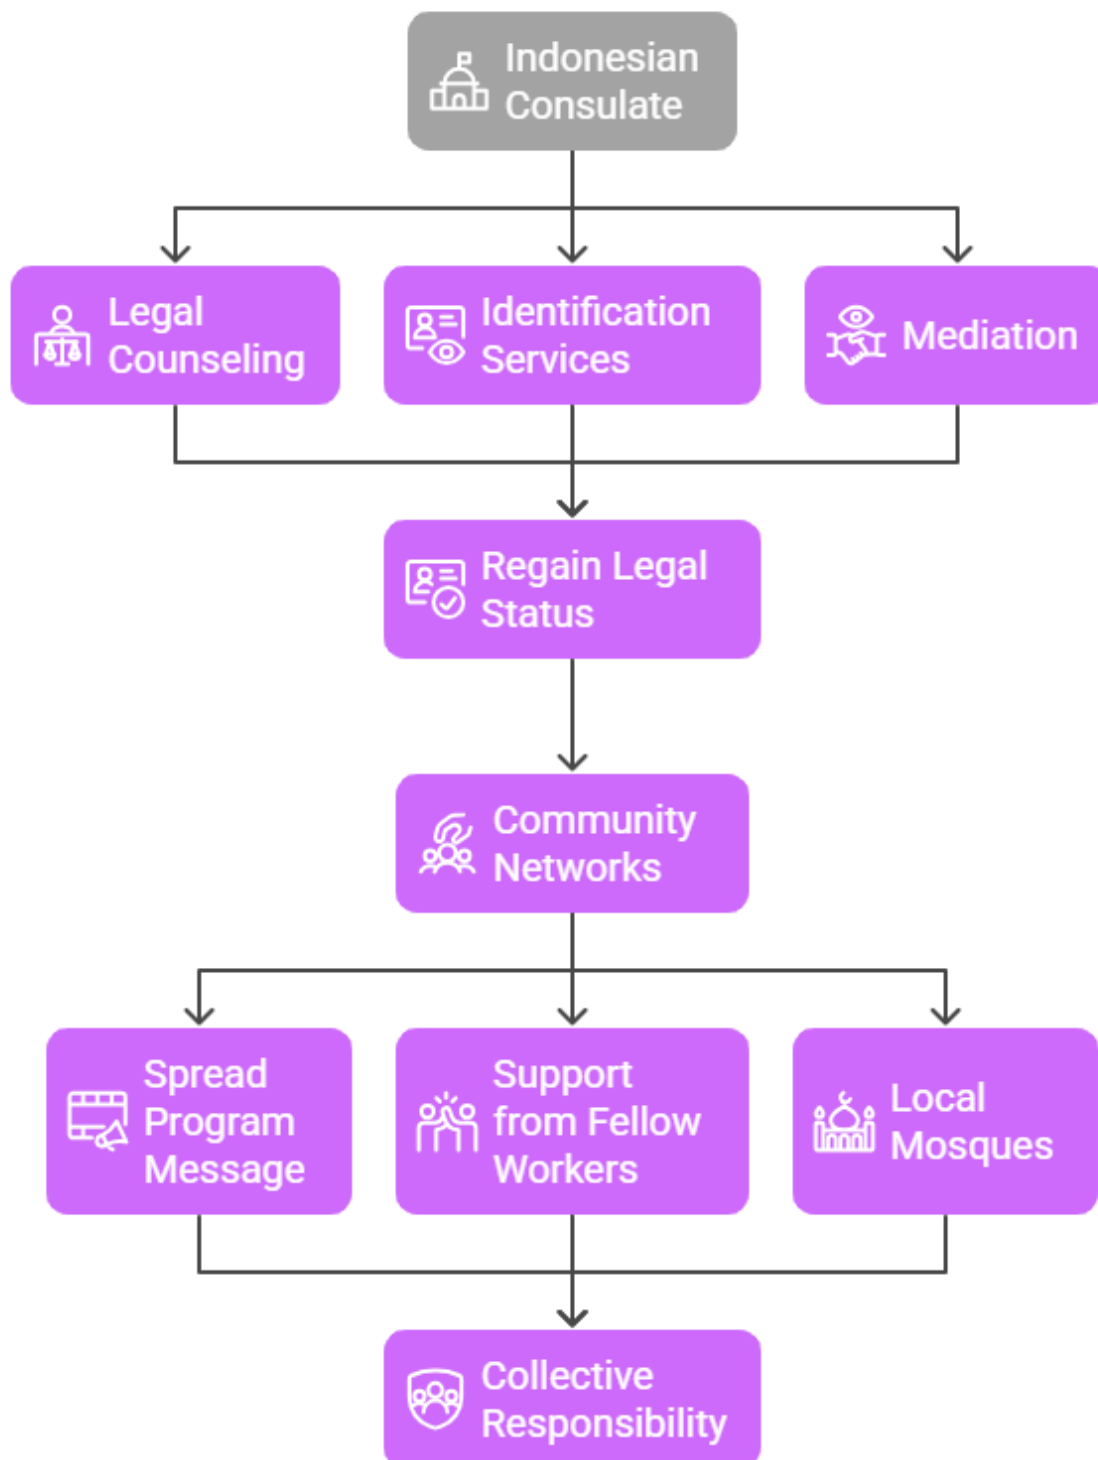 Indonesian
Consulate
Legal
Counseling
Identification
Services
Mediation
Regain Legal
Status
Community
Networks
Spread
Program
Message
Support
from Fellow
Workers
Local
Mosques
Collective
Responsibility